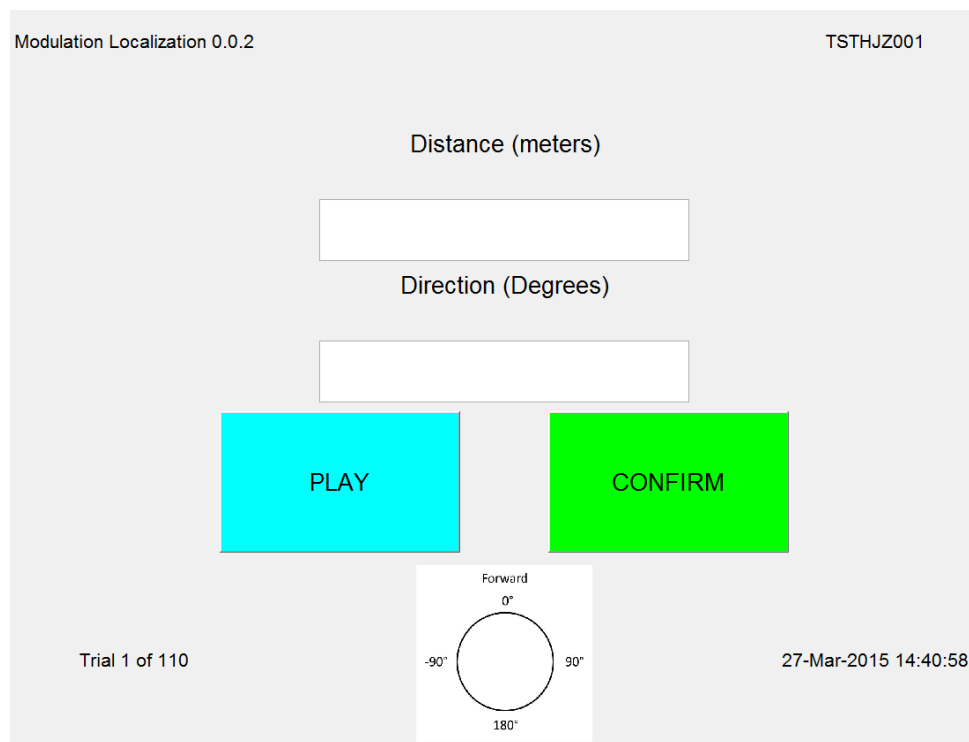 Modulation Localization 0.0.2
TSTHJZ001
Distance (meters)
Direction (Degrees)
PLAY
CONFIRM
Forward
0°
-90°
90°
180°
Trial 1 of 110
27-Mar-2015 14:40:58